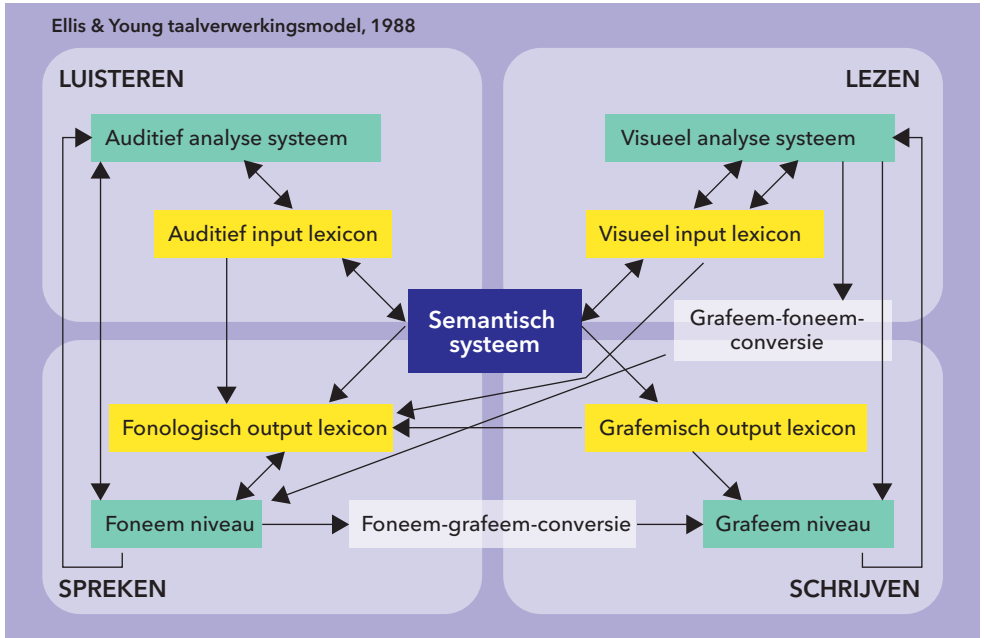 Ellis & Young taalverwerkingsmodel, 1988
LUISTEREN
LEZEN
Auditief analyse systeem
Visueel analyse systeem
Auditief input lexicon
Visueel input lexicon
Semantisch
systeem
Grafeem-foneem-
conversie
Fonologisch output lexicon
Grafemisch output lexicon
Foneem niveau
Foneem-grafeem-conversie
Grafeem niveau
SPREKEN
SCHRIJVEN